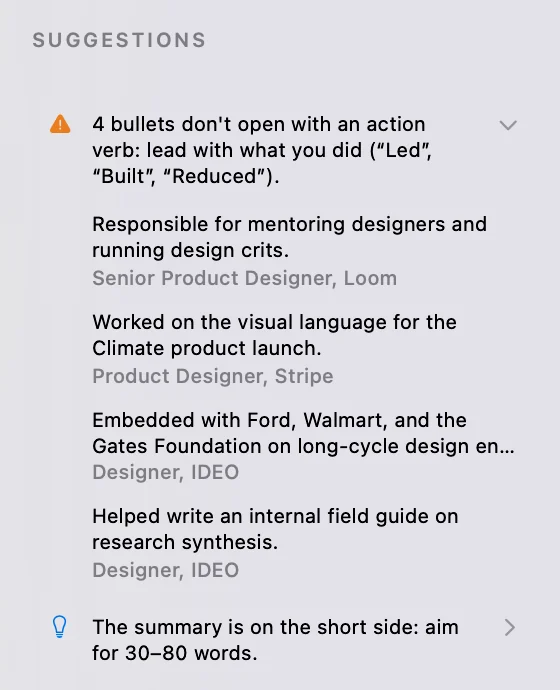 SUGGESTIONS
4 bullets don't open with an action
verb: lead with what you did (“Led”,
“Built”, “Reduced”).
Responsible for mentoring designers and
running design crits.
Senior Product Designer, Loom
Worked on the visual language for the
Climate product launch.
Product Designer, Stripe
Embedded with Ford, Walmart, and the
Gates Foundation on long-cycle design en...
Designer, IDEO
Helped write an internal field guide on
research synthesis.
Designer, IDEO
The summary is on the short side: aim
for 30–80 words.